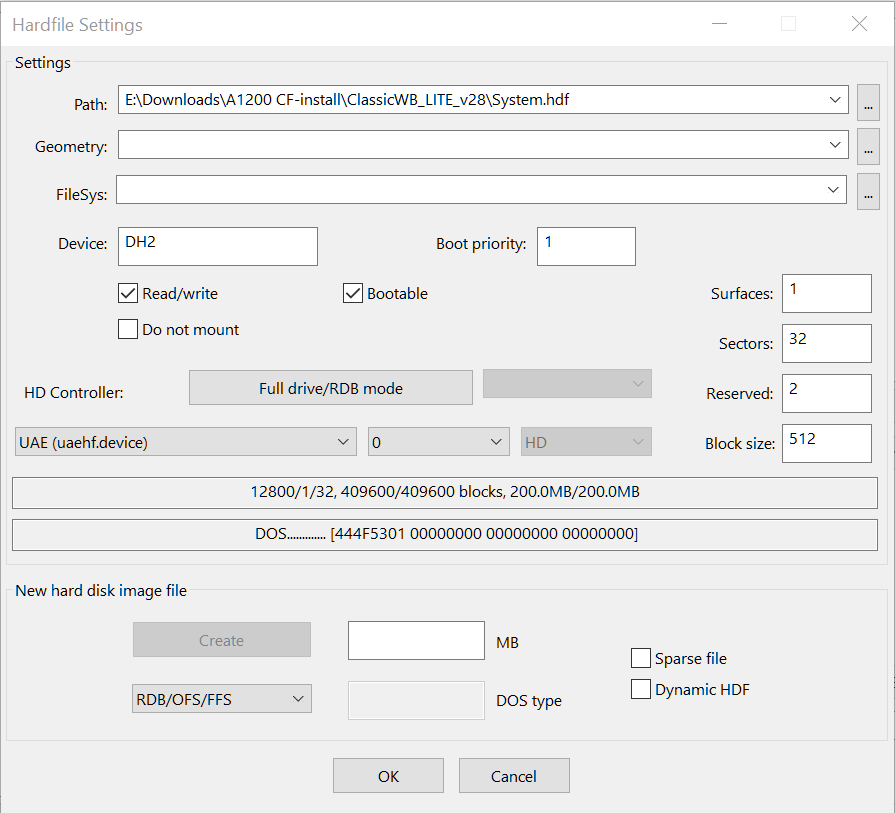 Hardfile Settings
Settings
Path: E:\Downloads\A1200 CF-install\ClassicWB_LITE_v28\System.hdf ...
Geometry: ...
FileSys: ...
Device: DH2 Boot priority: 1
Read/write Bootable Surfaces: 1
Do not mount Sectors: 32
HD Controller: Full drive/RDB mode Reserved: 2
UAE (uaehf.device) 0 HD Block size: 512
12800/1/32, 409600/409600 blocks, 200.0MB/200.0MB
DOS............. [444F5301 00000000 00000000 00000000]
New hard disk image file
Create MB
Sparse file
RDB/OFS/FFS DOS type Dynamic HDF
OK Cancel